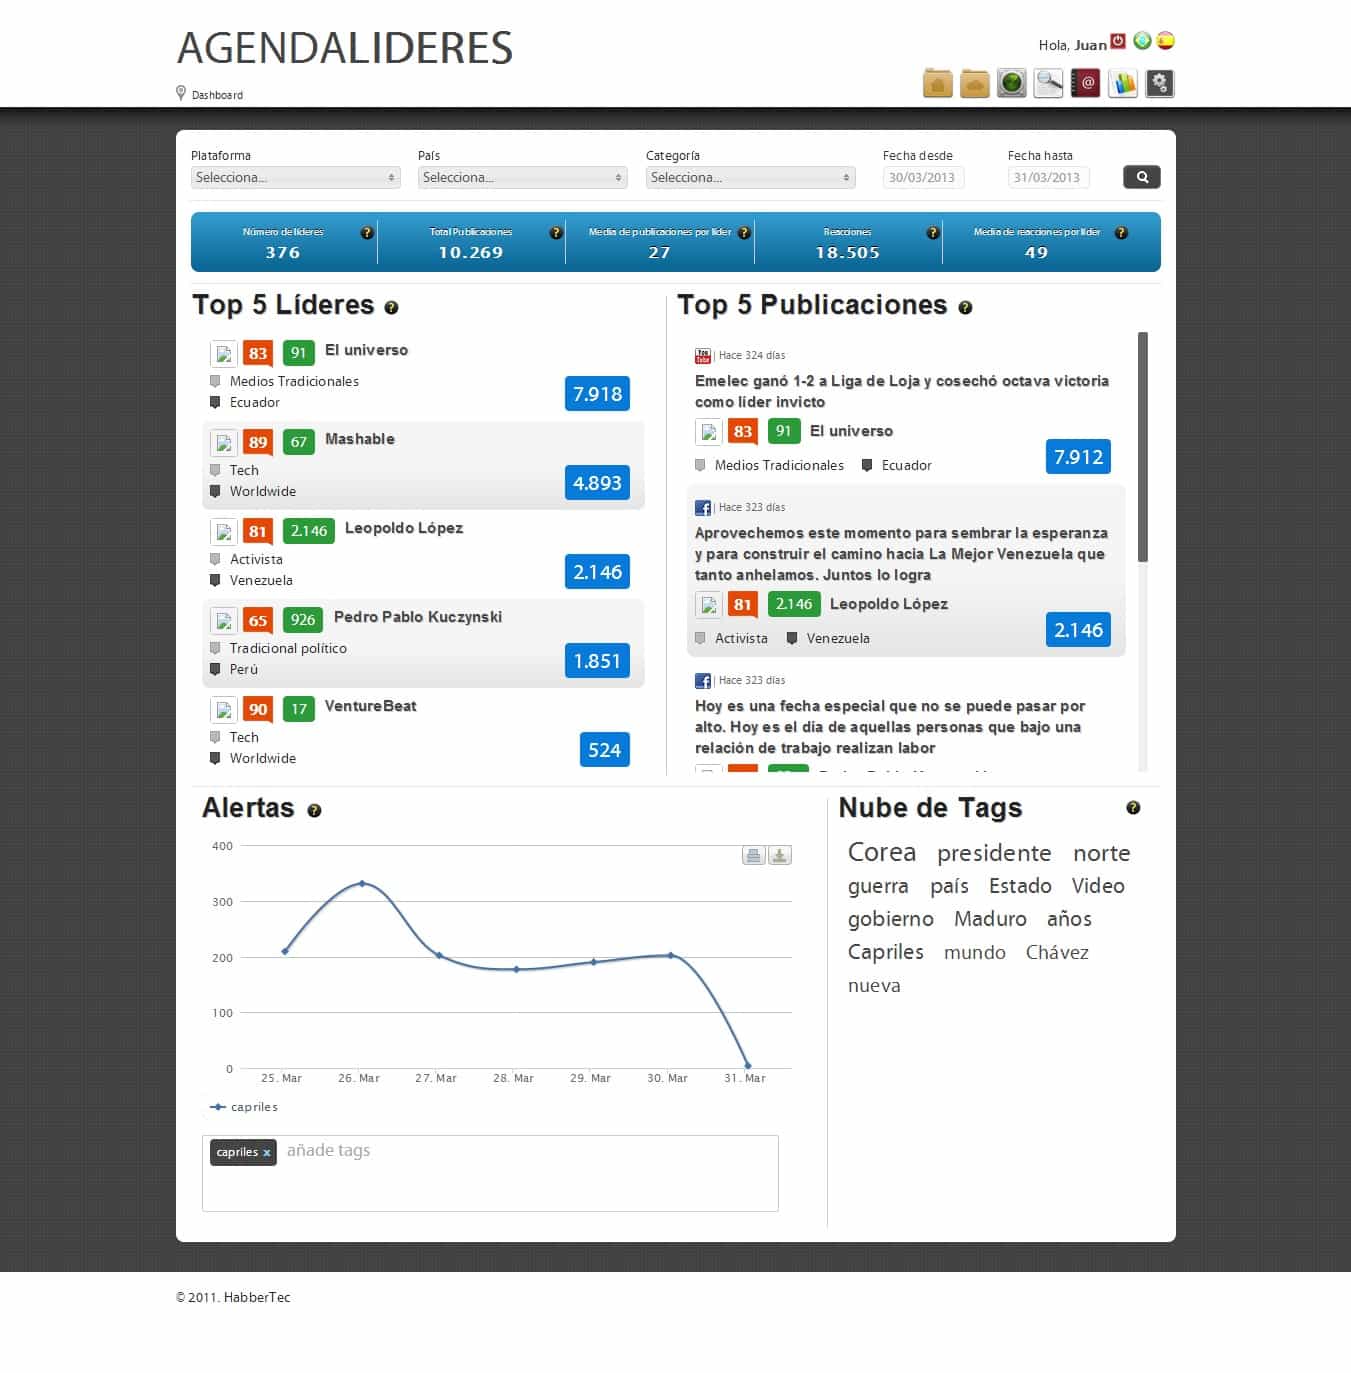 AGENDALIDERES
Hola, Juan
Dashboard
Plataforma
País
Categoría
Fecha desde
Fecha hasta
Selecciona...
Selecciona...
Selecciona...
30/03/2013
31/03/2013
Número de líderes
376
Total Publicaciones
10.269
Media de publicaciones por líder
27
Reacciones
18.505
Media de reacciones por líder
49
Top 5 Líderes
83 91 El universo
Medios Tradicionales
Ecuador
7.918
89 67 Mashable
Tech
Worldwide
4.893
81 2.146 Leopoldo López
Activista
Venezuela
2.146
65 926 Pedro Pablo Kuczynski
Tradicional político
Perú
1.851
90 17 VentureBeat
Tech
Worldwide
524
Top 5 Publicaciones
You Tube | Hace 324 días
Emelec ganó 1-2 a Liga de Loja y cosechó octava victoria
como líder invicto
83 91 El universo
Medios Tradicionales Ecuador
7.912
f | Hace 323 días
Aprovechemos este momento para sembrar la esperanza
y para construir el camino hacia La Mejor Venezuela que
tanto anhelamos. Juntos lo logra
81 2.146 Leopoldo López
Activista Venezuela
2.146
f | Hace 323 días
Hoy es una fecha especial que no se puede pasar por
alto. Hoy es el día de aquellas personas que bajo una
relación de trabajo realizan labor
Alertas
400
300
200
100
0
25. Mar 26. Mar 27. Mar 28. Mar 29. Mar 30. Mar 31. Mar
capriles
capriles x añade tags
Nube de Tags
Corea presidente norte
guerra país Estado Video
gobierno Maduro años
Capriles mundo Chávez
nueva
© 2011. HabberTec